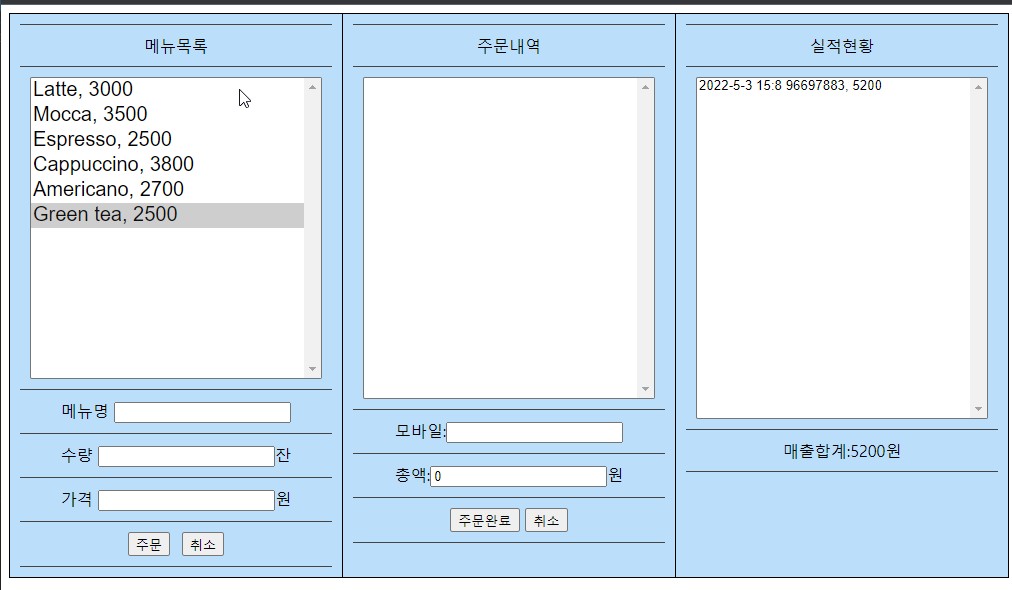 메뉴목록
Latte, 3000
Mocca, 3500
Espresso, 2500
Cappuccino, 3800
Americano, 2700
Green tea, 2500
메뉴명
수량 잔
가격 원
주문 취소
주문내역
모바일:
총액:0 원
주문완료 취소
실적현황
2022-5-3 15:8 96697883, 5200
매출합계:5200원